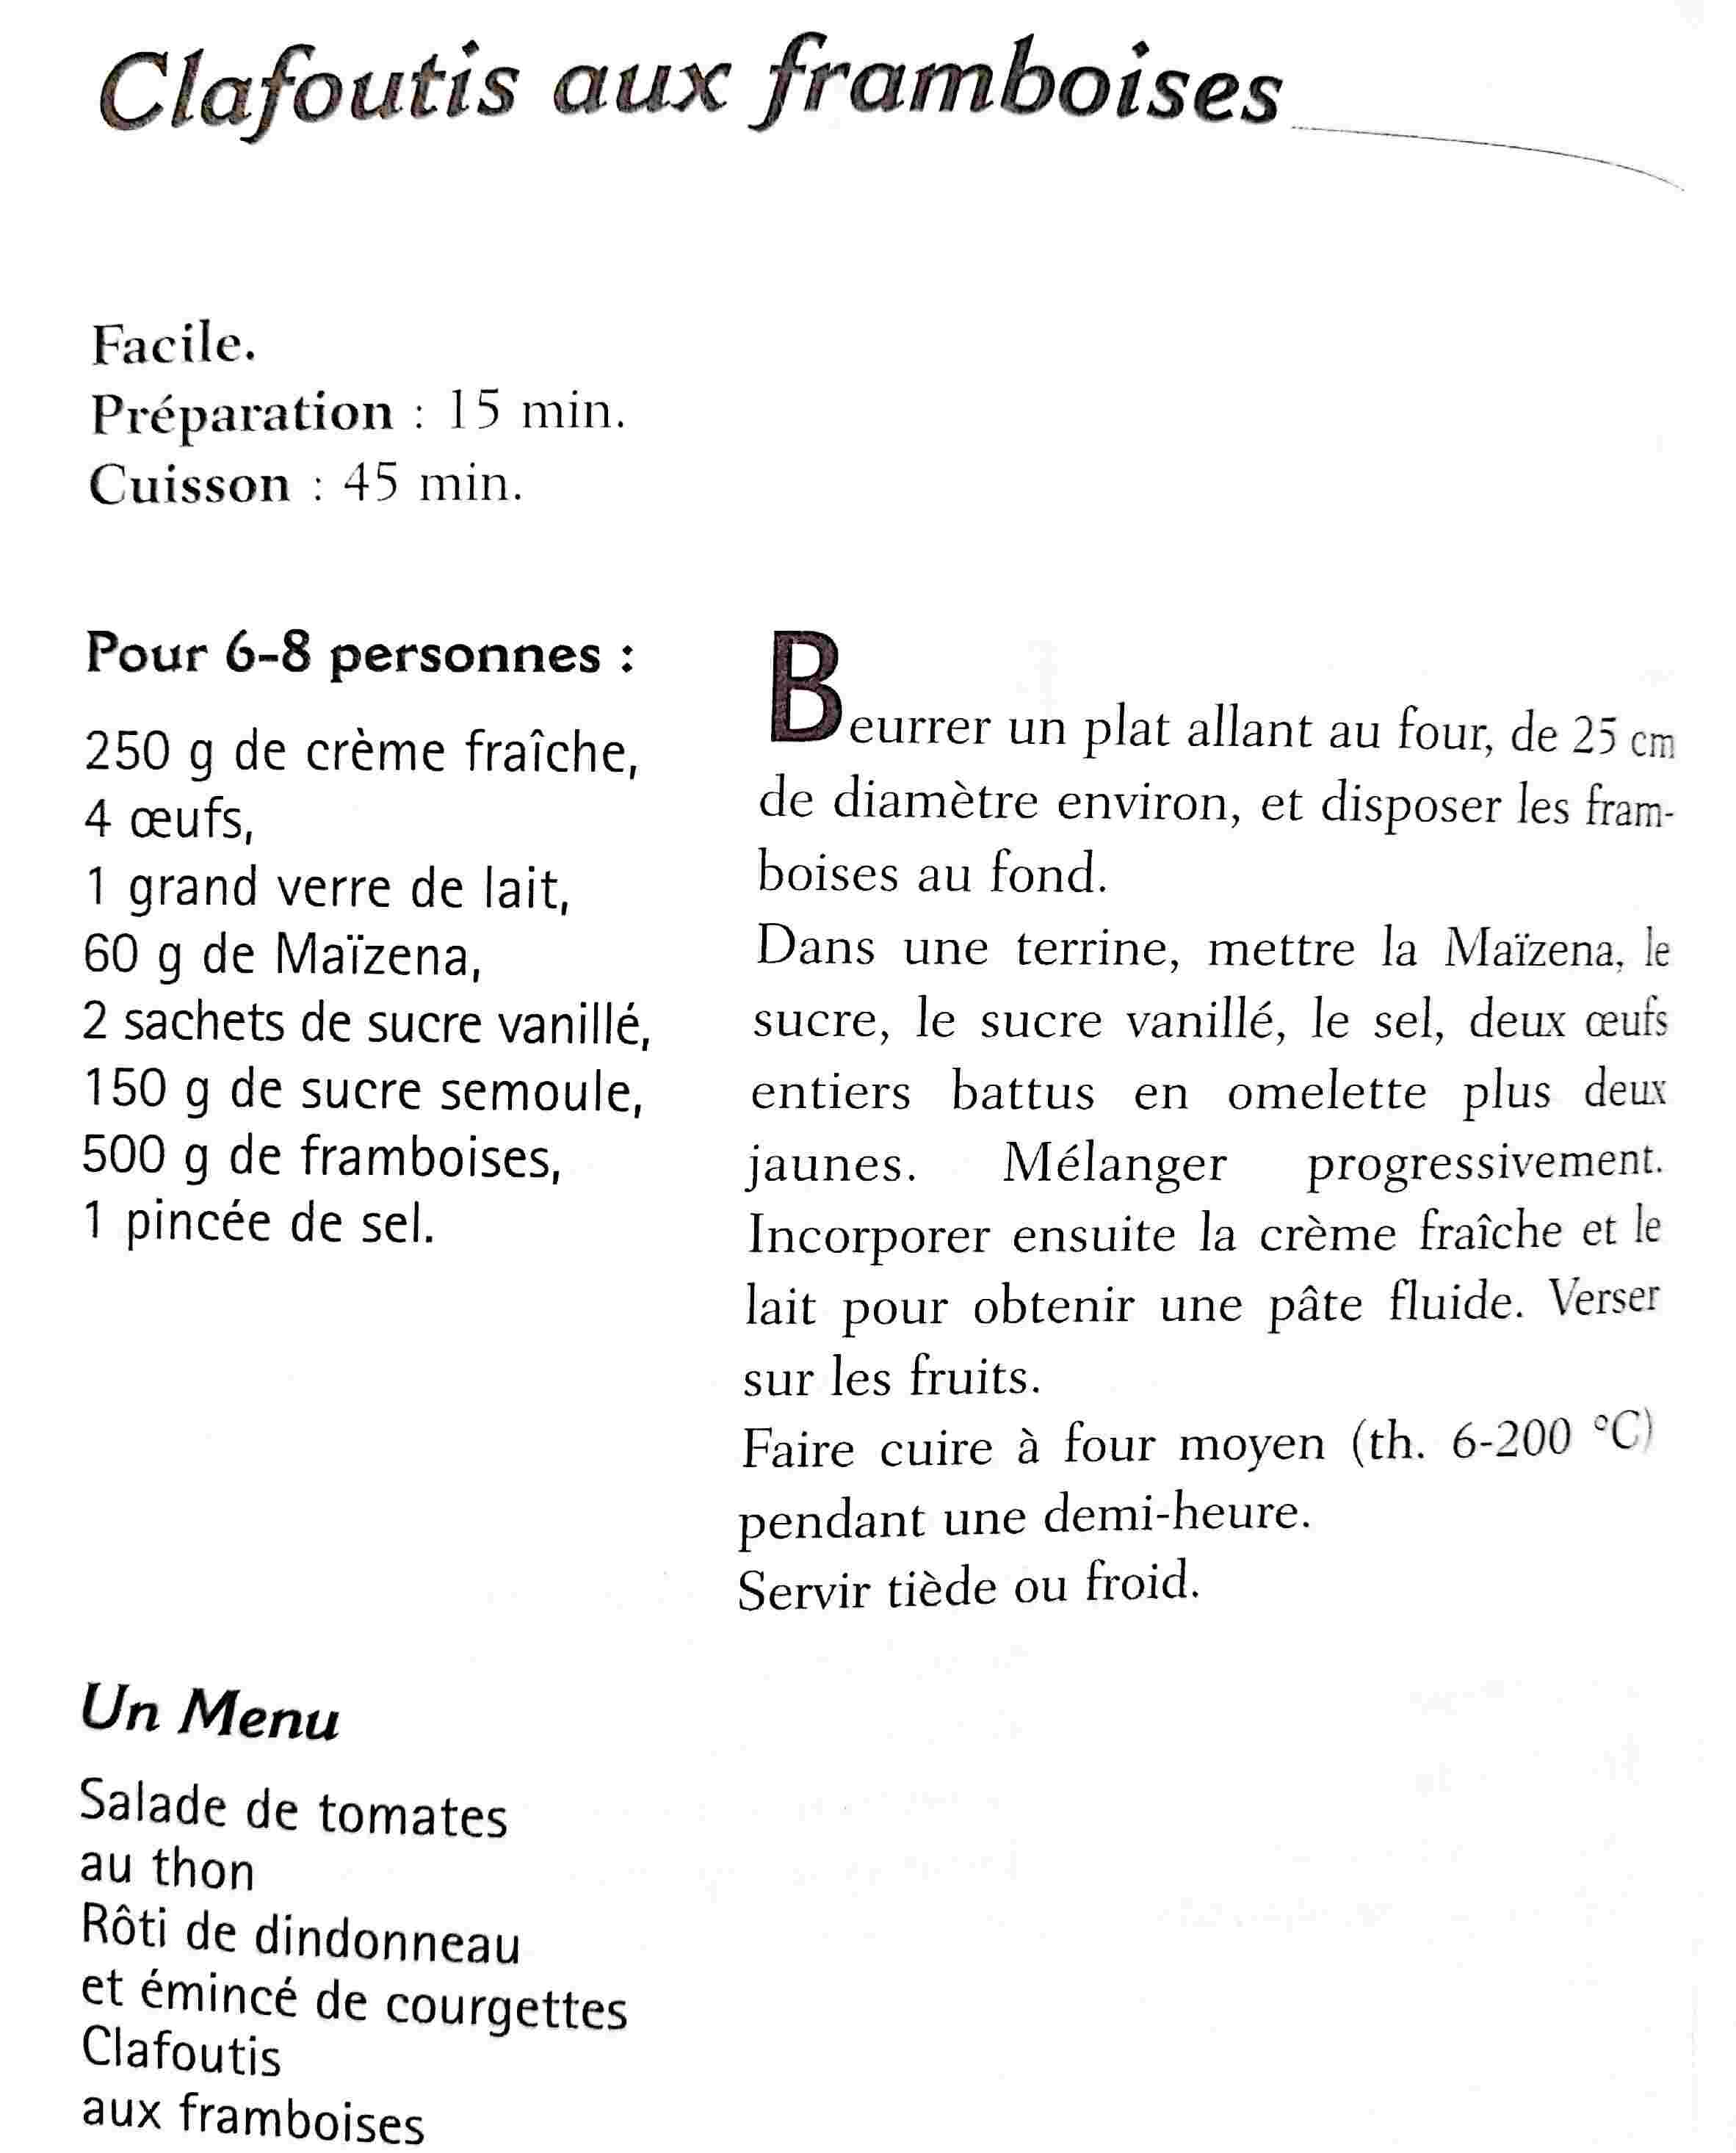 Clafoutis aux framboises
Facile.
Préparation : 15 min.
Cuisson : 45 min.
Pour 6-8 personnes :
250 g de crème fraîche,
4 œufs,
1 grand verre de lait,
60 g de Maïzena,
2 sachets de sucre vanillé,
150 g de sucre semoule,
500 g de framboises,
1 pincée de sel.
Beurrer un plat allant au four, de 25 cm
de diamètre environ, et disposer les fram-
boises au fond.
Dans une terrine, mettre la Maïzena, le
sucre, le sucre vanillé, le sel, deux œufs
entiers battus en omelette plus deux
jaunes. Mélanger progressivement.
Incorporer ensuite la crème fraîche et le
lait pour obtenir une pâte fluide. Verser
sur les fruits.
Faire cuire à four moyen (th. 6-200 °C)
pendant une demi-heure.
Servir tiède ou froid.
Un Menu
Salade de tomates
au thon
Rôti de dindonneau
et émincé de courgettes
Clafoutis
aux framboises